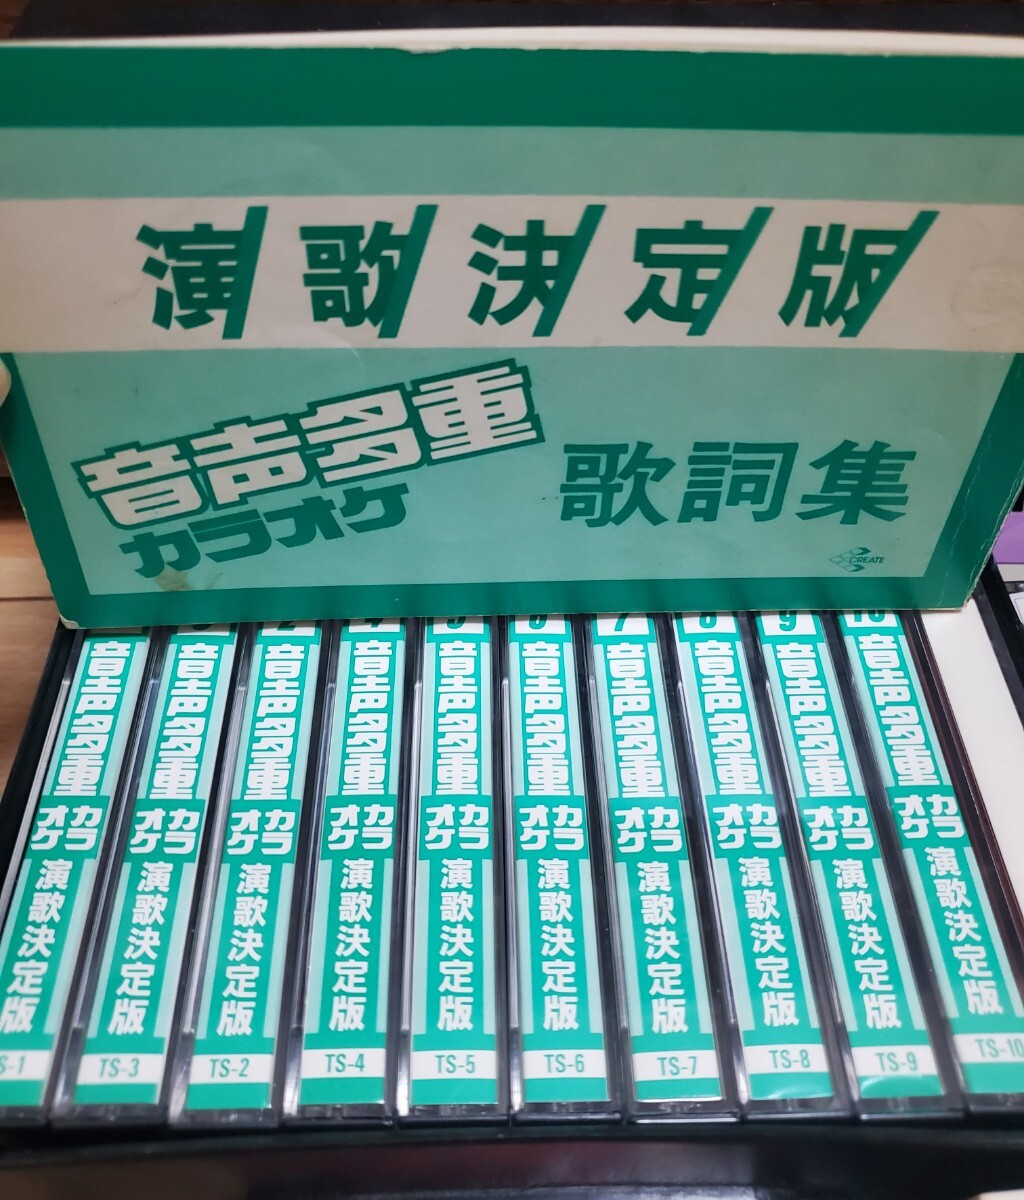 演歌決定版
音声多重
カラオケ
歌詞集
CREATE
音声多重
カラオケ
演歌決定版
S-1
3
音声多重
カラオケ
演歌決定版
TS-3
2
音声多重
カラオケ
演歌決定版
TS-2
4
音声多重
カラオケ
演歌決定版
TS-4
5
音声多重
カラオケ
演歌決定版
TS-5
6
音声多重
カラオケ
演歌決定版
TS-6
7
音声多重
カラオケ
演歌決定版
TS-7
8
音声多重
カラオケ
演歌決定版
TS-8
9
音声多重
カラオケ
演歌決定版
TS-9
10
音声多重
カラオケ
演歌決定版
TS-10